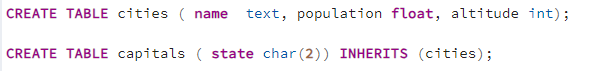 CREATE TABLE cities ( name  text, population float, altitude int);
CREATE TABLE capitals ( state char(2)) INHERITS (cities);